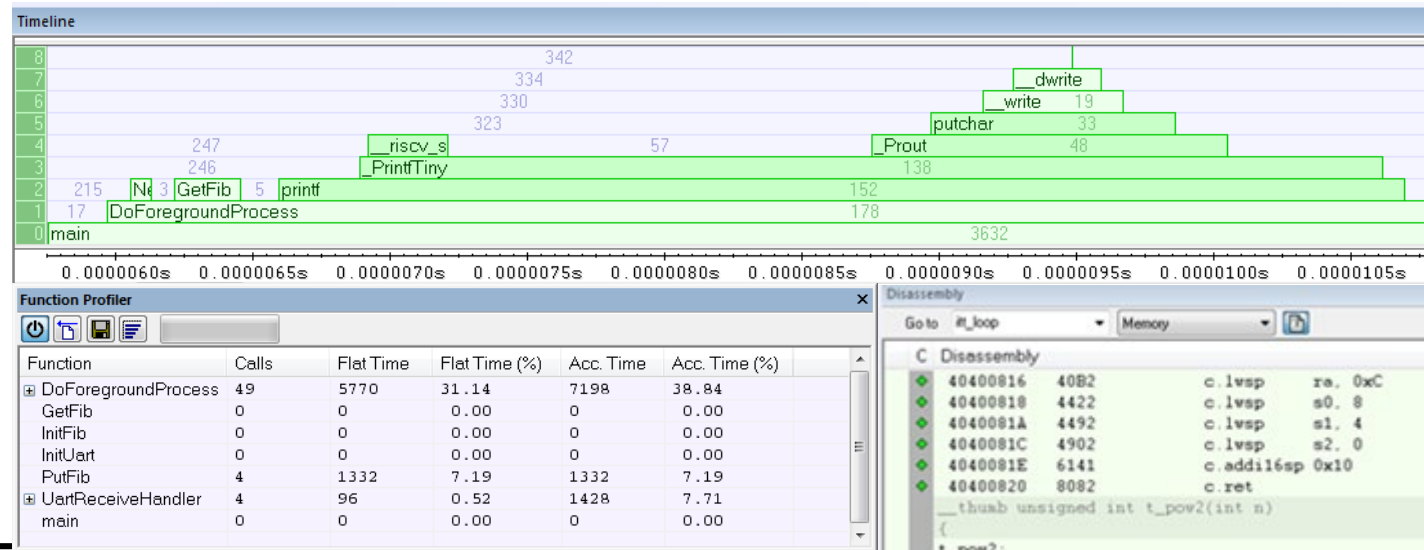 Timeline
8 342
7 334 __dwrite
6 330 __write 19
5 323 putchar 33
4 247 __riscv_s 57 _Prout 48
3 246 _PrintfTiny 138
2 215 Ne 3 GetFib 5 printf 152
1 17 DoForegroundProcess 178
0 main 3632
0.0000060s 0.0000065s 0.0000070s 0.0000075s 0.0000080s 0.0000085s 0.0000090s 0.0000095s 0.0000100s 0.0000105s
Function Profiler
Function Calls Flat Time Flat Time (%) Acc. Time Acc. Time (%)
DoForegroundProcess 49 5770 31.14 7198 38.84
GetFib 0 0 0.00 0 0.00
InitFib 0 0 0.00 0 0.00
InitUart 0 0 0.00 0 0.00
PutFib 4 1332 7.19 1332 7.19
UartReceiveHandler 4 96 0.52 1428 7.71
main 0 0 0.00 0 0.00
Disassembly
Go to itt_loop Memory
C Disassembly
40400816 40B2 c.lwsp ra, 0xC
40400818 4422 c.lwsp s0, 8
4040081A 4492 c.lwsp s1, 4
4040081C 4902 c.lwsp s2, 0
4040081E 6141 c.addi16sp 0x10
40400820 8082 c.ret
__thumb unsigned int t_pow2(int n)
{
t_pow2: